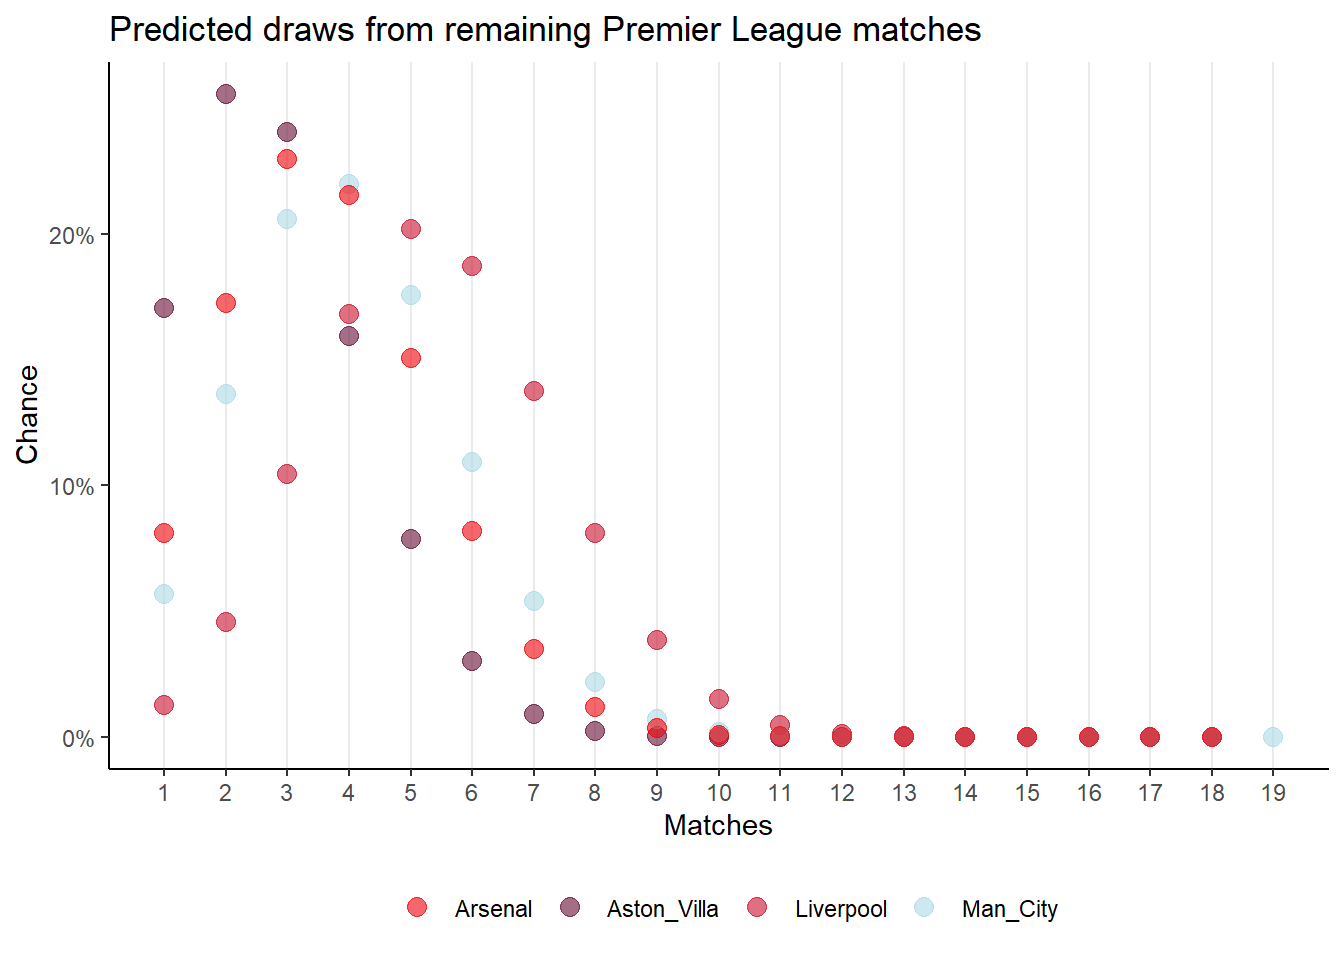 Predicted draws from remaining Premier League matches
Chance
20%
10%
0%
1 2 3 4 5 6 7 8 9 10 11 12 13 14 15 16 17 18 19
Matches
Arsenal Aston_Villa Liverpool Man_City